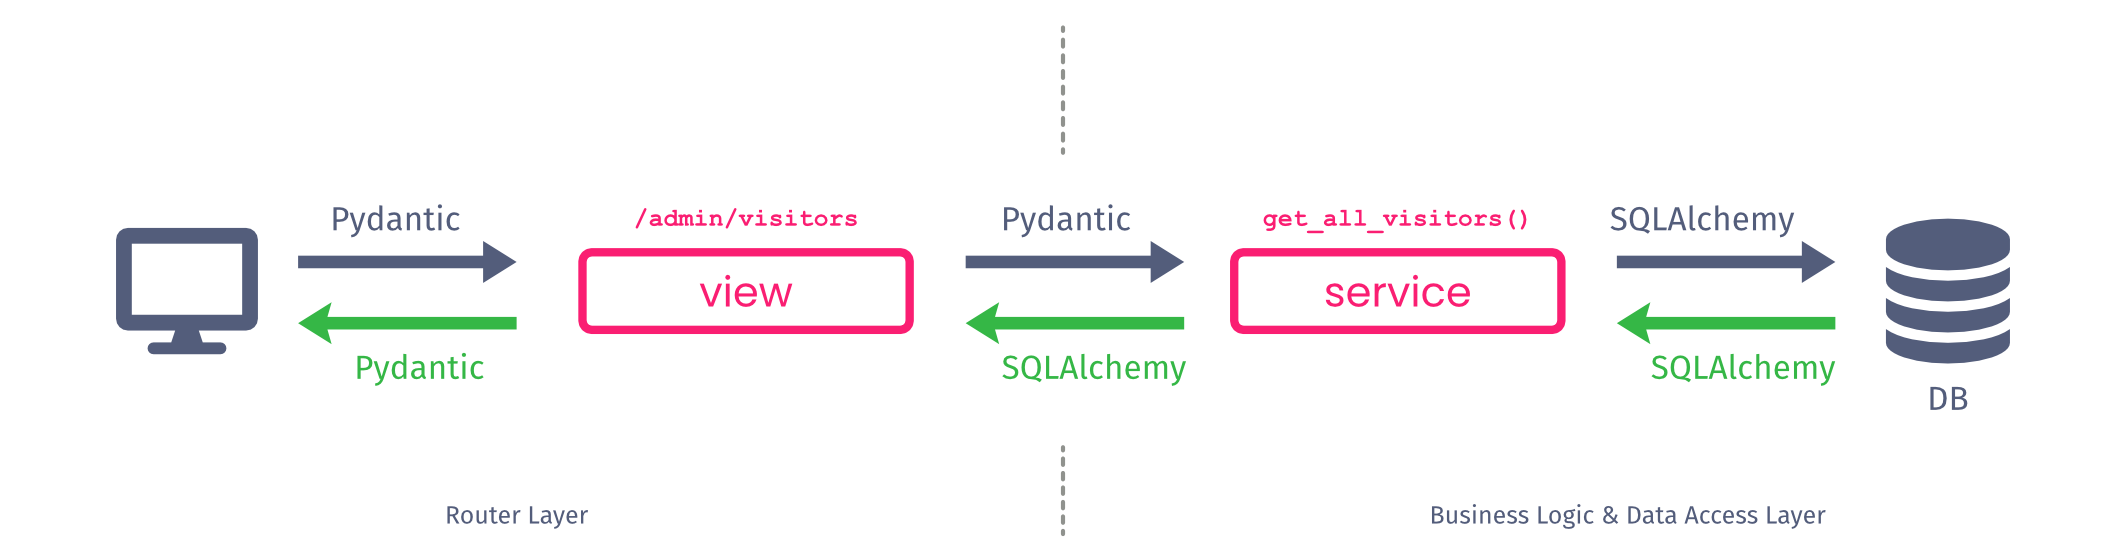 Pydantic
/admin/visitors
Pydantic
get_all_visitors()
SQLAlchemy
view
service
Pydantic
SQLAlchemy
SQLAlchemy
DB
Router Layer
Business Logic & Data Access Layer